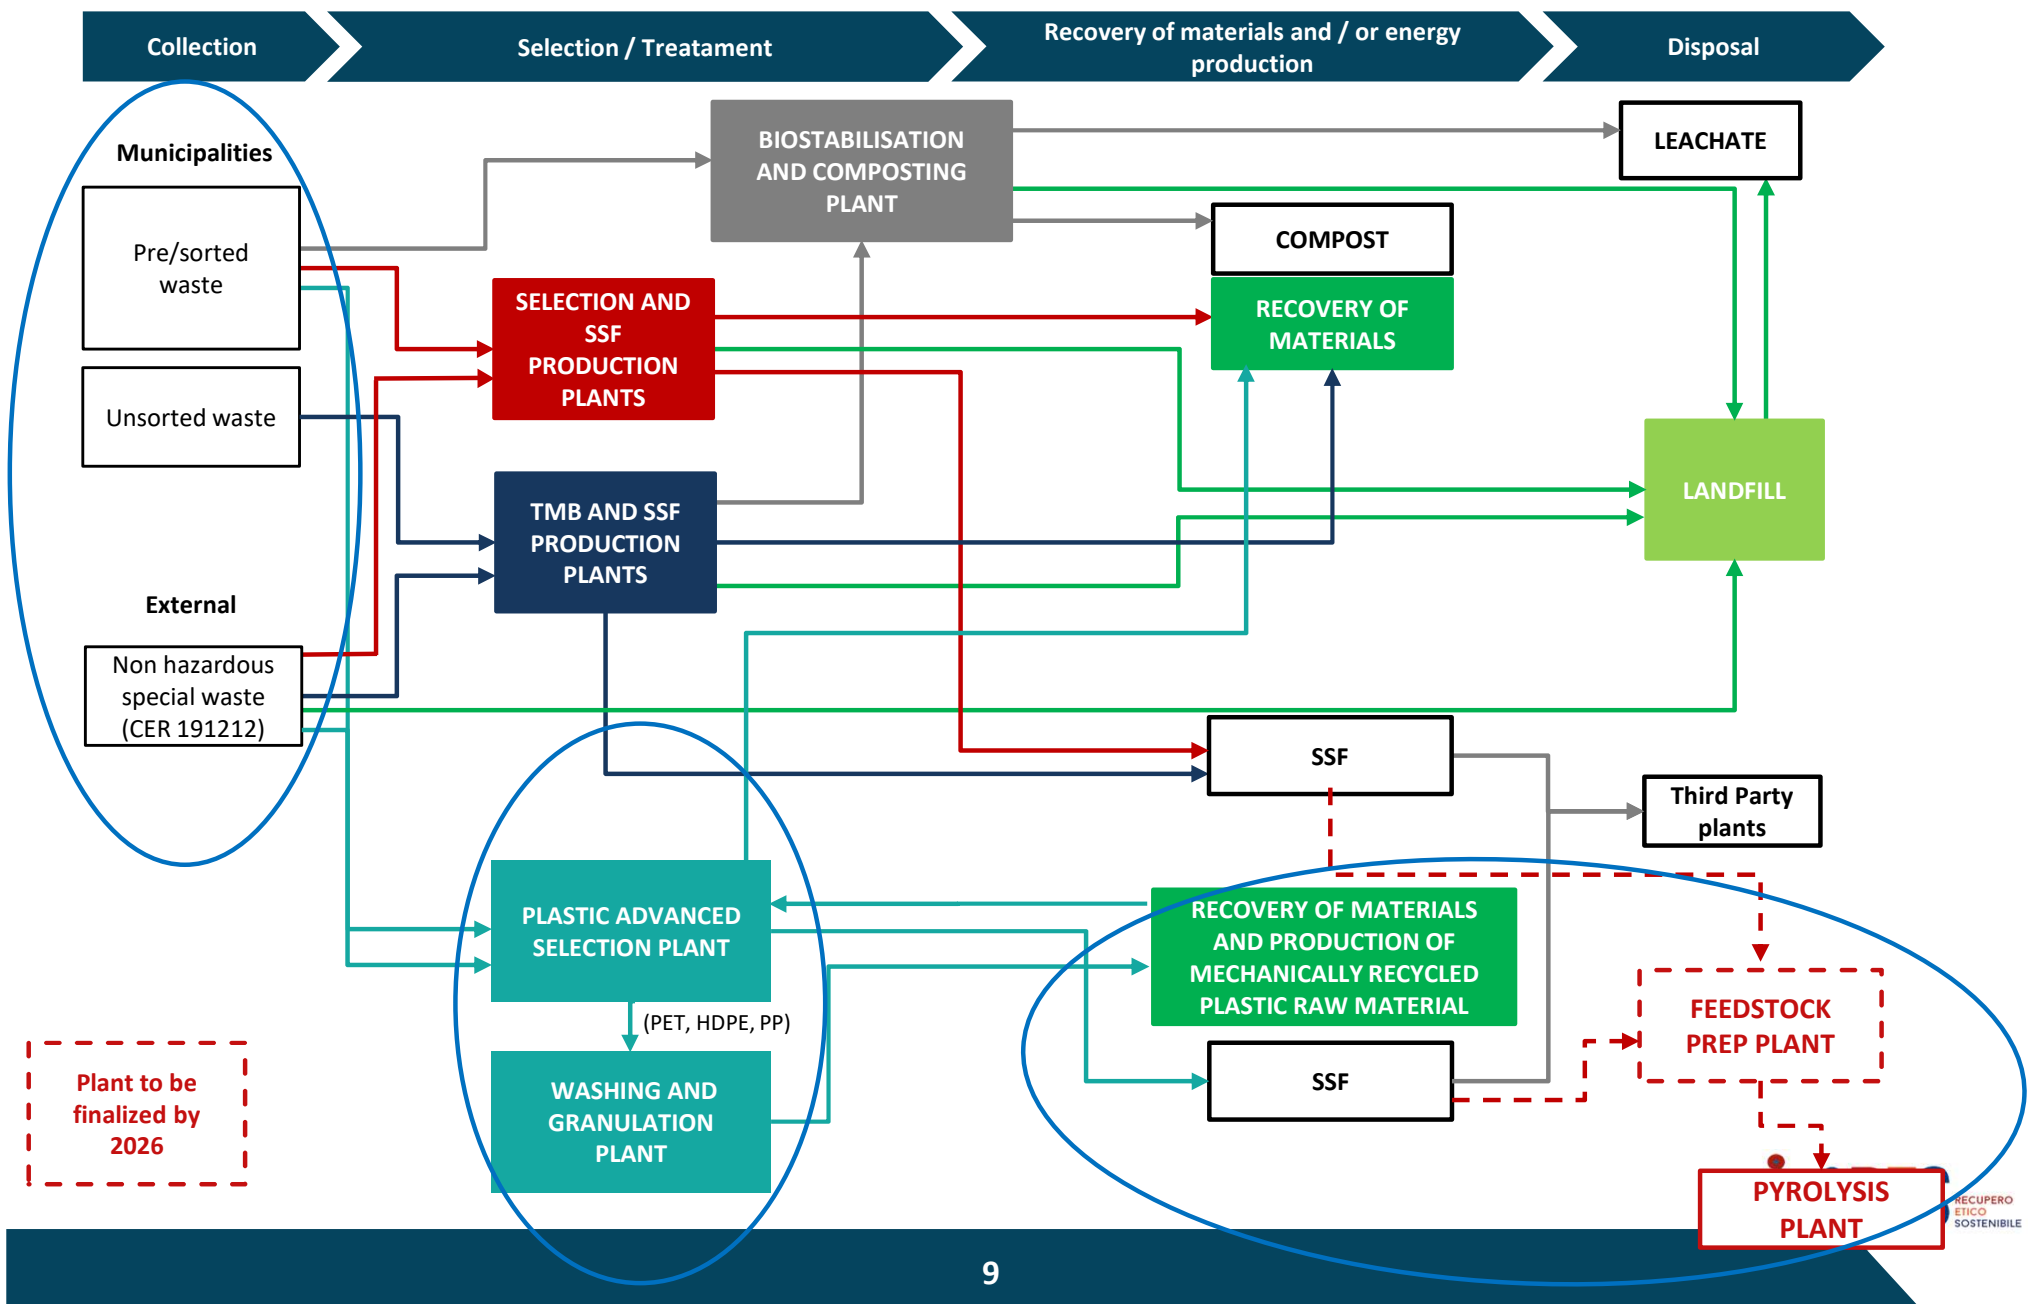 Collection
Selection / Treatament
Recovery of materials and / or energy
production
Disposal
Municipalities
Pre/sorted
waste
Unsorted waste
External
Non hazardous
special waste
(CER 191212)
BIOSTABILISATION
AND COMPOSTING
PLANT
SELECTION AND
SSF
PRODUCTION
PLANTS
TMB AND SSF
PRODUCTION
PLANTS
PLASTIC ADVANCED
SELECTION PLANT
(PET, HDPE, PP)
WASHING AND
GRANULATION
PLANT
COMPOST
RECOVERY OF
MATERIALS
SSF
RECOVERY OF MATERIALS
AND PRODUCTION OF
MECHANICALLY RECYCLED
PLASTIC RAW MATERIAL
SSF
LEACHATE
LANDFILL
Third Party
plants
FEEDSTOCK
PREP PLANT
PYROLYSIS
PLANT
RECUPERO
ETICO
SOSTENIBILE
Plant to be
finalized by
2026
9